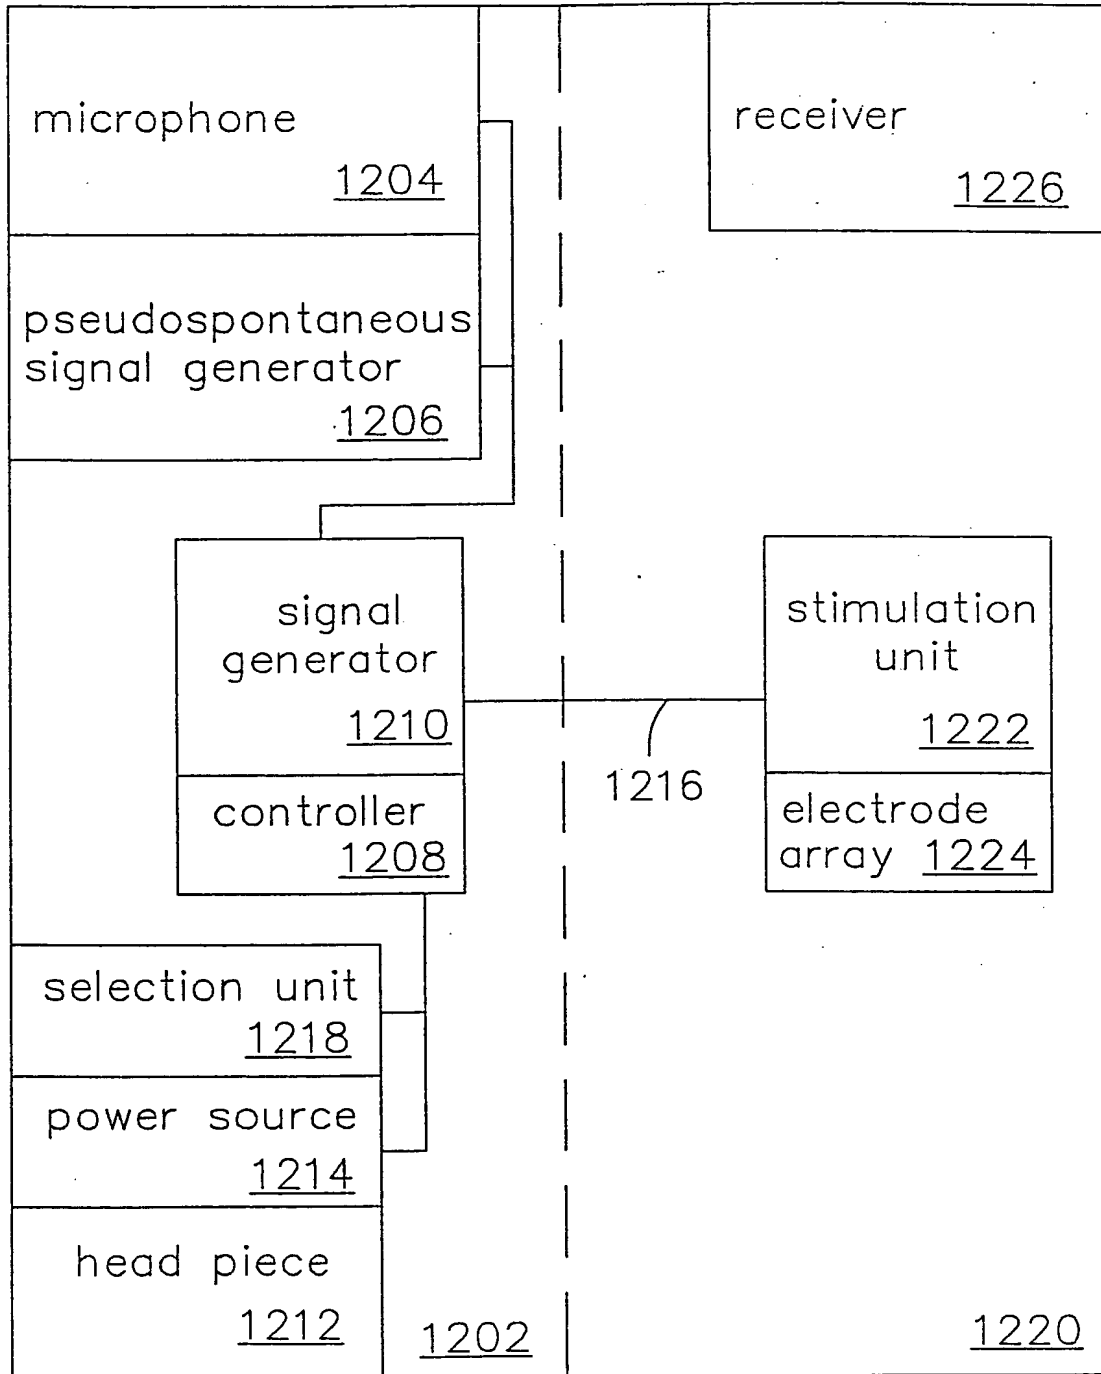 microphone
1204
pseudospontaneous
signal generator
1206
signal
generator
1210
controller
1208
selection unit
1218
power source
1214
head piece
1212
1202
1216
receiver
1226
stimulation
unit
1222
electrode
array 1224
1220